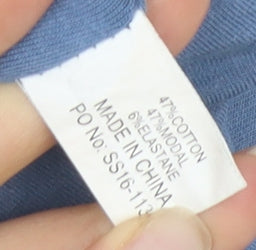 47%COTTON
47%MODAL
6%ELASTANE
MADE IN CHINA
PO No: SS16-113